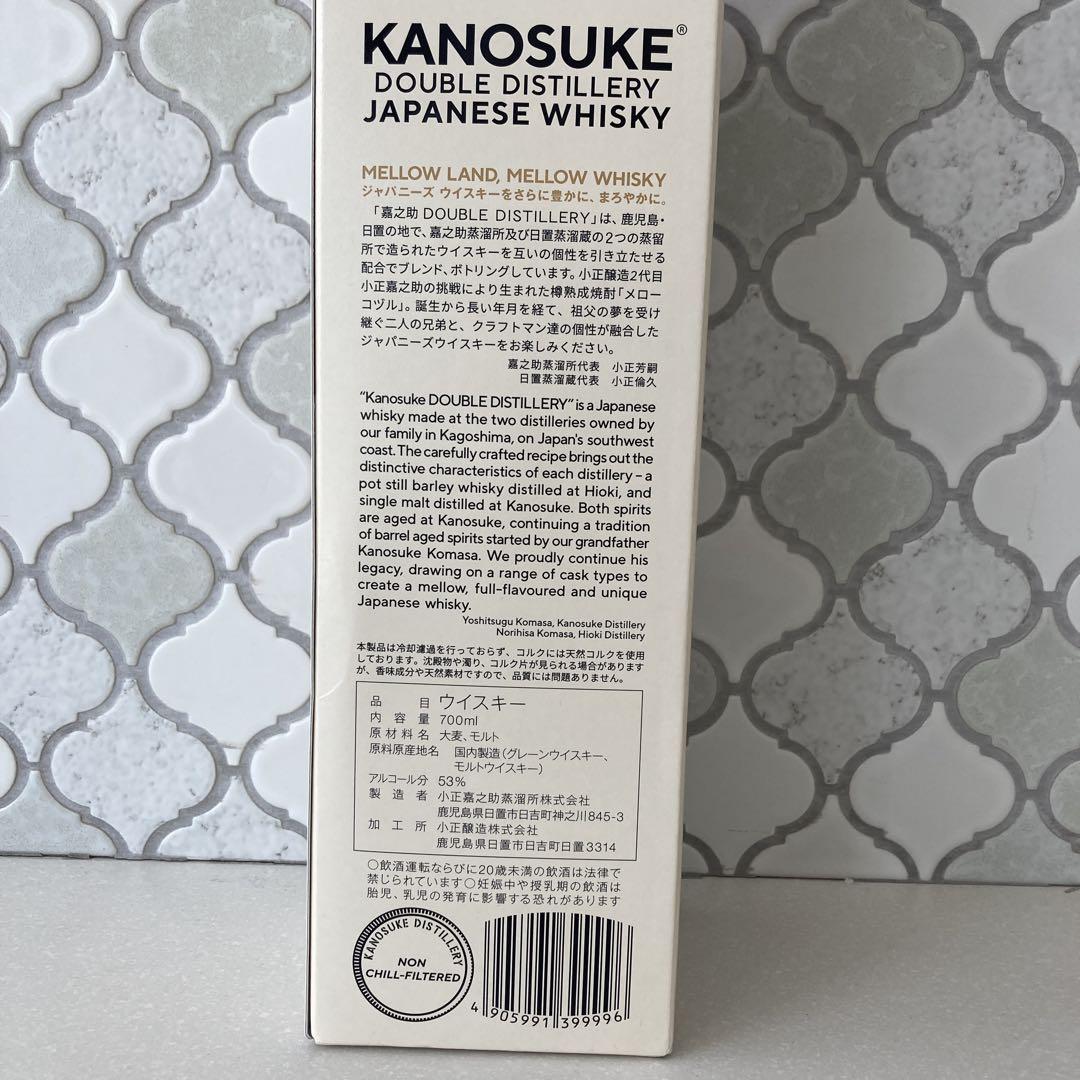 KANOSUKE®
DOUBLE DISTILLERY
JAPANESE WHISKY
MELLOW LAND, MELLOW WHISKY
ジャパニーズ ウイスキーをさらに豊かに、まろやかに。
「嘉之助 DOUBLE DISTILLERY」は、鹿児島・
日置の地で、嘉之助蒸溜所及び日置蒸溜蔵の2つの蒸留
所で造られたウイスキーを互いの個性を引き立たせる
配合でブレンド、ボトリングしています。小正醸造2代目
小正嘉之助の挑戦により生まれた樽熟成焼酎「メロー
コヅル」。誕生から長い年月を経て、祖父の夢を受け
継ぐ二人の兄弟と、クラフトマン達の個性が融合した
ジャパニーズウイスキーをお楽しみください。
嘉之助蒸溜所代表 小正芳嗣
日置蒸溜蔵代表 小正倫久
"Kanosuke DOUBLE DISTILLERY" is a Japanese
whisky made at the two distilleries owned by
our family in Kagoshima, on Japan's southwest
coast. The carefully crafted recipe brings out the
distinctive characteristics of each distillery – a
pot still barley whisky distilled at Hioki, and
single malt distilled at Kanosuke. Both spirits
are aged at Kanosuke, continuing a tradition
of barrel aged spirits started by our grandfather
Kanosuke Komasa. We proudly continue his
legacy, drawing on a range of cask types to
create a mellow, full-flavoured and unique
Japanese whisky.
Yoshitsugu Komasa, Kanosuke Distillery
Norihisa Komasa, Hioki Distillery
本製品は冷却濾過を行っておらず、コルクには天然コルクを使用
しております。沈殿物や濁り、コルク片が見られる場合があります
が、香味成分や天然素材ですので、品質には問題ありません。
品目 ウイスキー
内容量 700ml
原材料名 大麦、モルト
原料原産地名 国内製造(グレーンウイスキー、
モルトウイスキー)
アルコール分 53%
製造者 小正嘉之助蒸溜所株式会社
鹿児島県日置市日吉町神之川845-3
加工所 小正醸造株式会社
鹿児島県日置市日吉町日置3314
○飲酒運転ならびに20歳未満の飲酒は法律で
禁じられています○妊娠中や授乳期の飲酒は
胎児、乳児の発育に影響する恐れがあります
KANOSUKE DISTILLERY
NON
CHILL-FILTERED
4 905991 399996